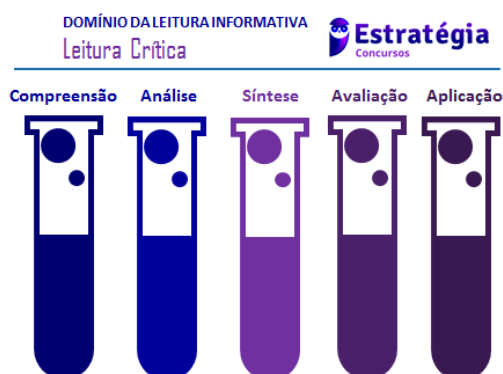 DOMÍNIO DA LEITURA INFORMATIVA
Leitura Crítica
Estratégia
Concursos
Compreensão Análise Síntese Avaliação Aplicação